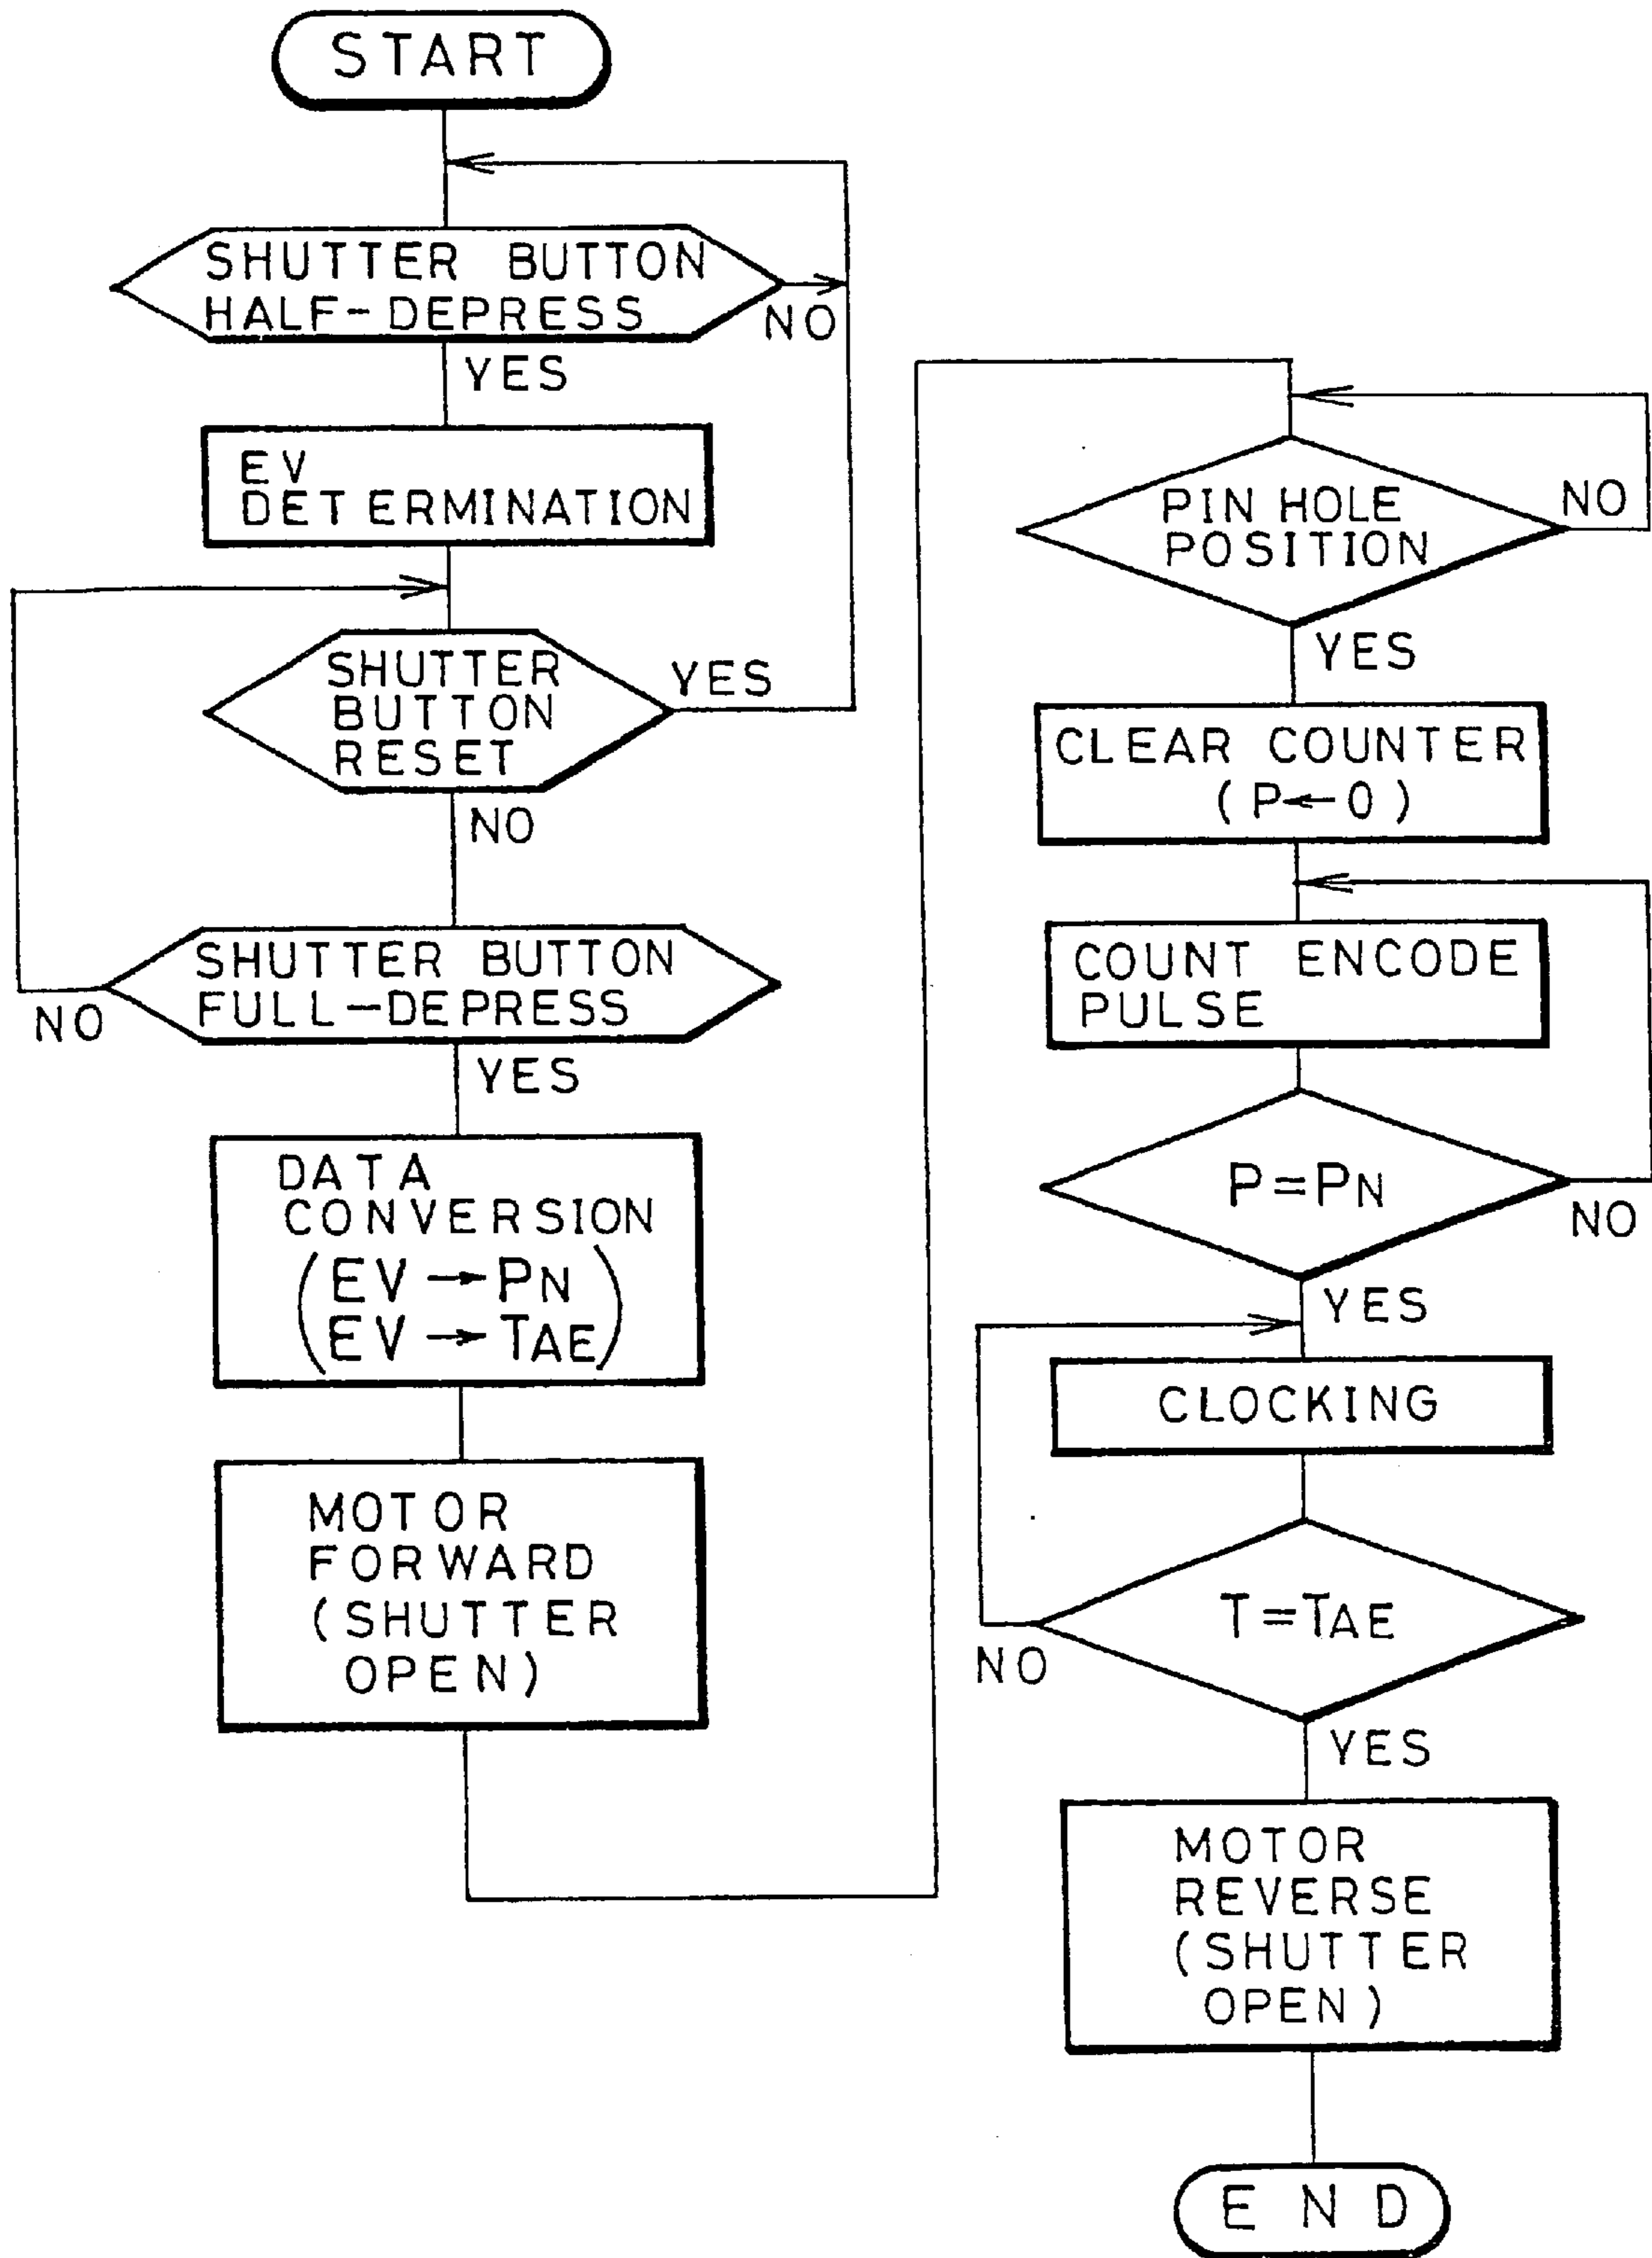 START
SHUTTER BUTTON
HALF-DEPRESS
NO
YES
EV
DETERMINATION
SHUTTER
BUTTON
RESET
YES
NO
SHUTTER BUTTON
FULL-DEPRESS
NO
YES
DATA
CONVERSION
(EV → PN
EV → TAE)
MOTOR
FORWARD
(SHUTTER
OPEN)
PIN HOLE
POSITION
NO
YES
CLEAR COUNTER
(P←0)
COUNT ENCODE
PULSE
P=PN
NO
YES
CLOCKING
T=TAE
NO
YES
MOTOR
REVERSE
(SHUTTER
OPEN)
END